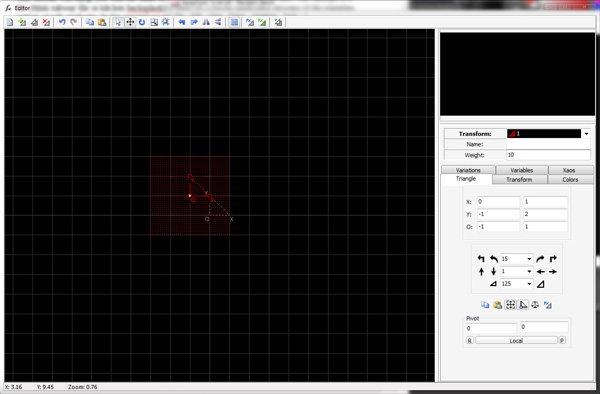 Editor
Transform: 1
Name:
Weight: 10
Variations Variables Xaos
Triangle Transform Colors
X: 0 1
Y: -1 2
O: -1 1
15
1
125
Pivot
0 0
R Local P
O X
X: 3.16 Y: 9.45 Zoom: 0.76